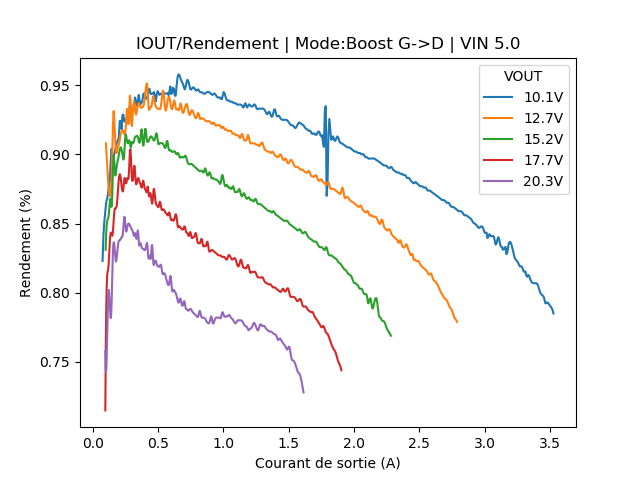 IOUT/Rendement | Mode:Boost G->D | VIN 5.0
VOUT
10.1V
12.7V
15.2V
17.7V
20.3V
Rendement (%)
0.95
0.90
0.85
0.80
0.75
0.0 0.5 1.0 1.5 2.0 2.5 3.0 3.5
Courant de sortie (A)